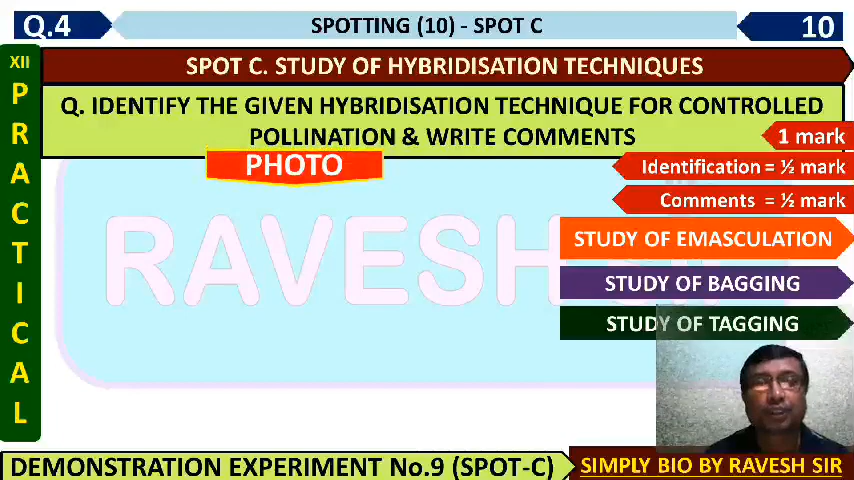 Q.4
SPOTTING (10) - SPOT C
10
XII
PRACTICAL
SPOT C. STUDY OF HYBRIDISATION TECHNIQUES
Q. IDENTIFY THE GIVEN HYBRIDISATION TECHNIQUE FOR CONTROLLED
POLLINATION & WRITE COMMENTS
1 mark
PHOTO
Identification = ½ mark
Comments = ½ mark
RAVESH SIR
STUDY OF EMASCULATION
STUDY OF BAGGING
STUDY OF TAGGING
DEMONSTRATION EXPERIMENT No.9 (SPOT-C)
SIMPLY BIO BY RAVESH SIR